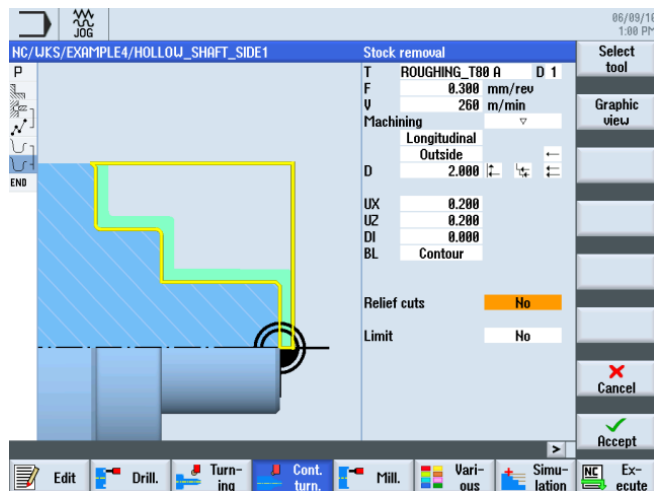 JOG
06/09/16
1:00 PM
NC/WKS/EXAMPLE4/HOLLOW_SHAFT_SIDE1
Stock removal
Select
tool
P
T ROUGHING_T80 A D 1
F 0.300 mm/rev
V 260 m/min
Graphic
view
Machining ▽
Longitudinal
Outside ←
D 2.000
END
UX 0.200
UZ 0.200
DI 0.000
BL Contour
Relief cuts No
Limit No
Cancel
Accept
>
Edit
Drill.
Turn-
ing
Cont.
turn.
Mill.
Vari-
ous
Simu-
lation
NC
Ex-
ecute